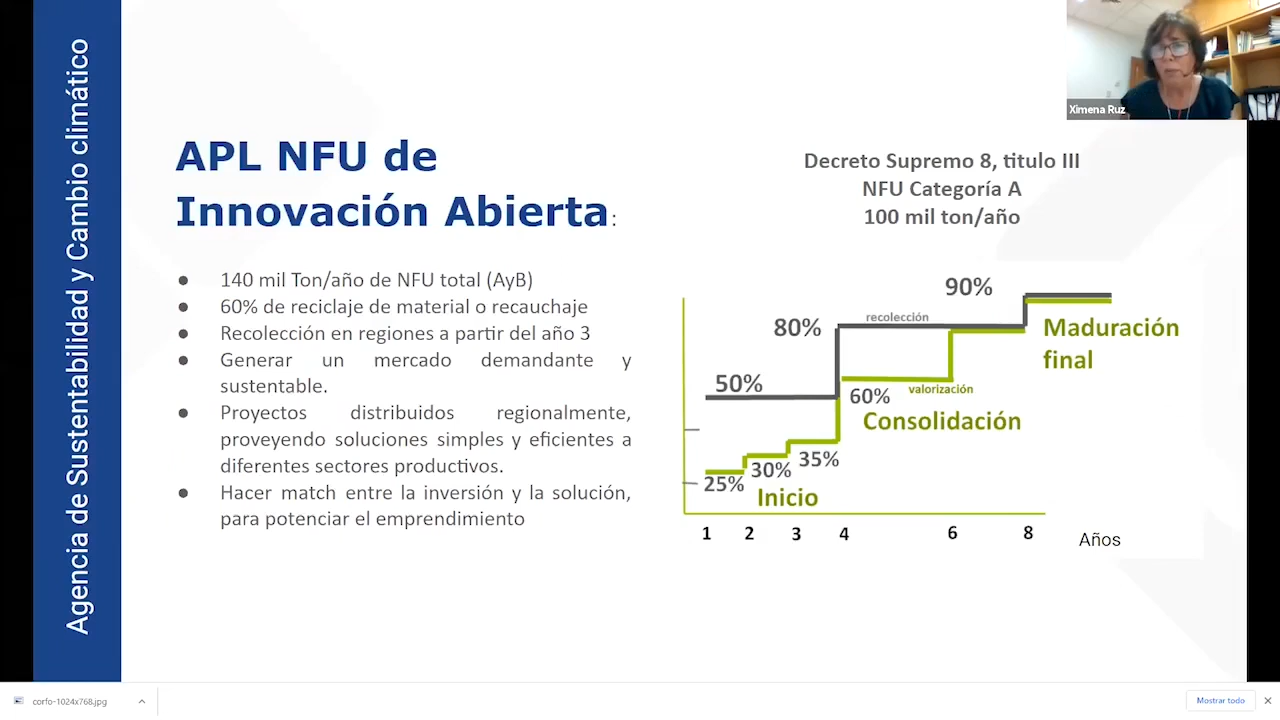 Agencia de Sustentabilidad y Cambio climático
APL NFU de
Innovación Abierta:
● 140 mil Ton/año de NFU total (AyB)
● 60% de reciclaje de material o recauchaje
● Recolección en regiones a partir del año 3
● Generar un mercado demandante y
sustentable.
● Proyectos distribuidos regionalmente,
proveyendo soluciones simples y eficientes a
diferentes sectores productivos.
● Hacer match entre la inversión y la solución,
para potenciar el emprendimiento
Ximena Ruz
Decreto Supremo 8, titulo III
NFU Categoría A
100 mil ton/año
90%
recolección
80%
Maduración
final
50%
valorización
60%
Consolidación
35%
30%
25%
Inicio
1 2 3 4 6 8 Años
corfo-1024x768.jpg
Mostrar todo